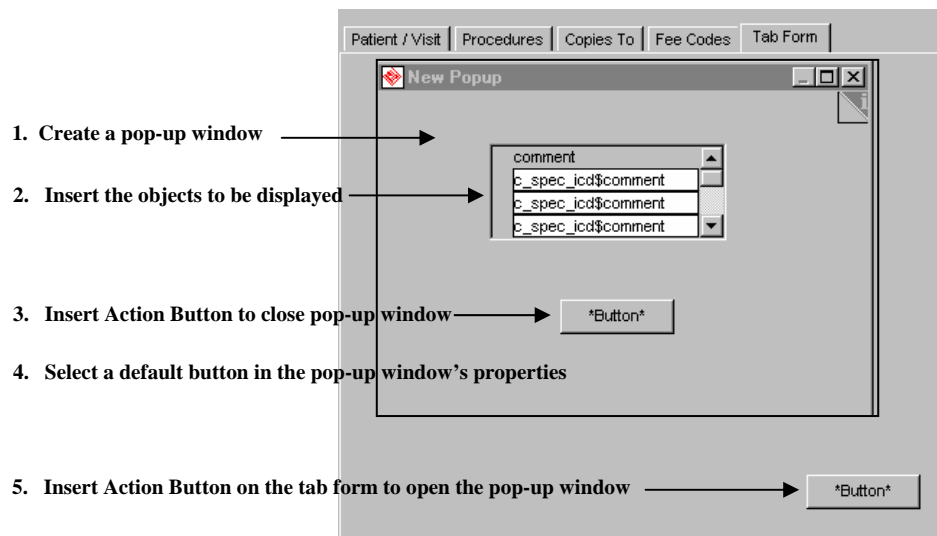 Patient / Visit Procedures Copies To Fee Codes Tab Form
New Popup
i
1. Create a pop-up window
comment
2. Insert the objects to be displayed
c_spec_icd$comment
c_spec_icd$comment
c_spec_icd$comment
3. Insert Action Button to close pop-up window
*Button*
4. Select a default button in the pop-up window's properties
5. Insert Action Button on the tab form to open the pop-up window
*Button*